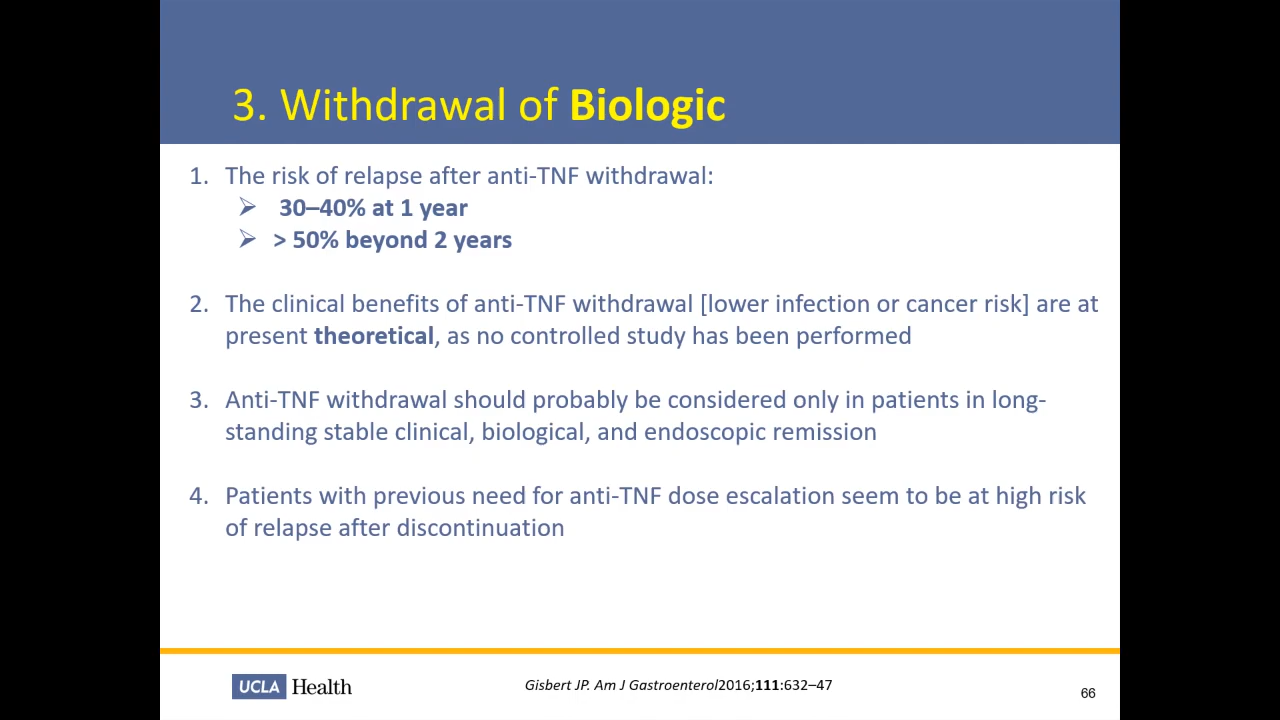 3. Withdrawal of Biologic
1. The risk of relapse after anti-TNF withdrawal:
➢ 30–40% at 1 year
➢ > 50% beyond 2 years
2. The clinical benefits of anti-TNF withdrawal [lower infection or cancer risk] are at
present theoretical, as no controlled study has been performed
3. Anti-TNF withdrawal should probably be considered only in patients in long-
standing stable clinical, biological, and endoscopic remission
4. Patients with previous need for anti-TNF dose escalation seem to be at high risk
of relapse after discontinuation
UCLA Health
Gisbert JP. Am J Gastroenterol2016;111:632–47
66